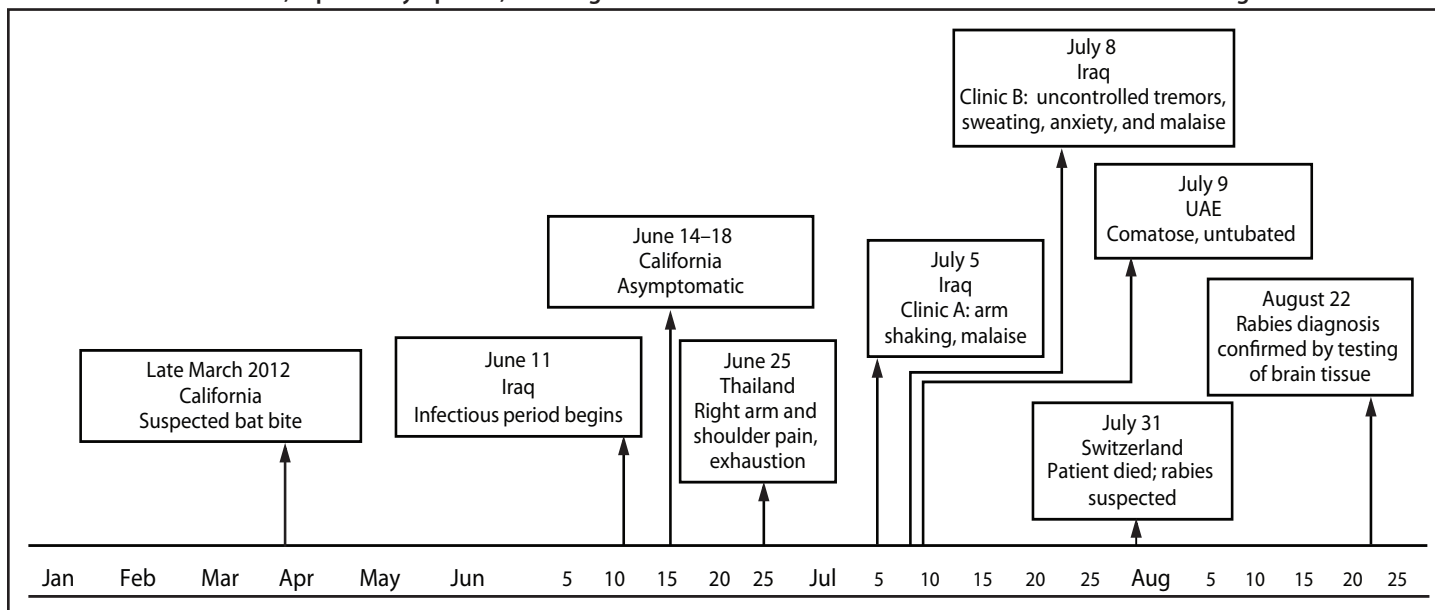 July 8
Iraq
Clinic B: uncontrolled tremors,
sweating, anxiety, and malaise
July 9
UAE
Comatose, untubated
June 14–18
California
Asymptomatic
July 5
Iraq
Clinic A: arm
shaking, malaise
August 22
Rabies diagnosis
confirmed by testing
of brain tissue
Late March 2012
California
Suspected bat bite
June 11
Iraq
Infectious period begins
June 25
Thailand
Right arm and
shoulder pain,
exhaustion
July 31
Switzerland
Patient died; rabies
suspected
Jan Feb Mar Apr May Jun 5 10 15 20 25 Jul 5 10 15 20 25 Aug 5 10 15 20 25